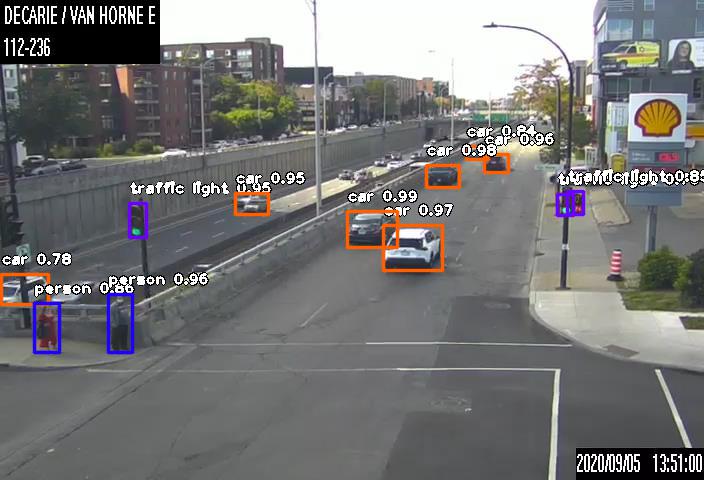 DECARIE / VAN HORNE E
112-236
car 0.84
car 0.96
car 0.98
traffic light 0.95
car 0.95
traffic light 0.85
car 0.99
car 0.97
car 0.78
person 0.86
person 0.96
2020/09/05 13:51:00